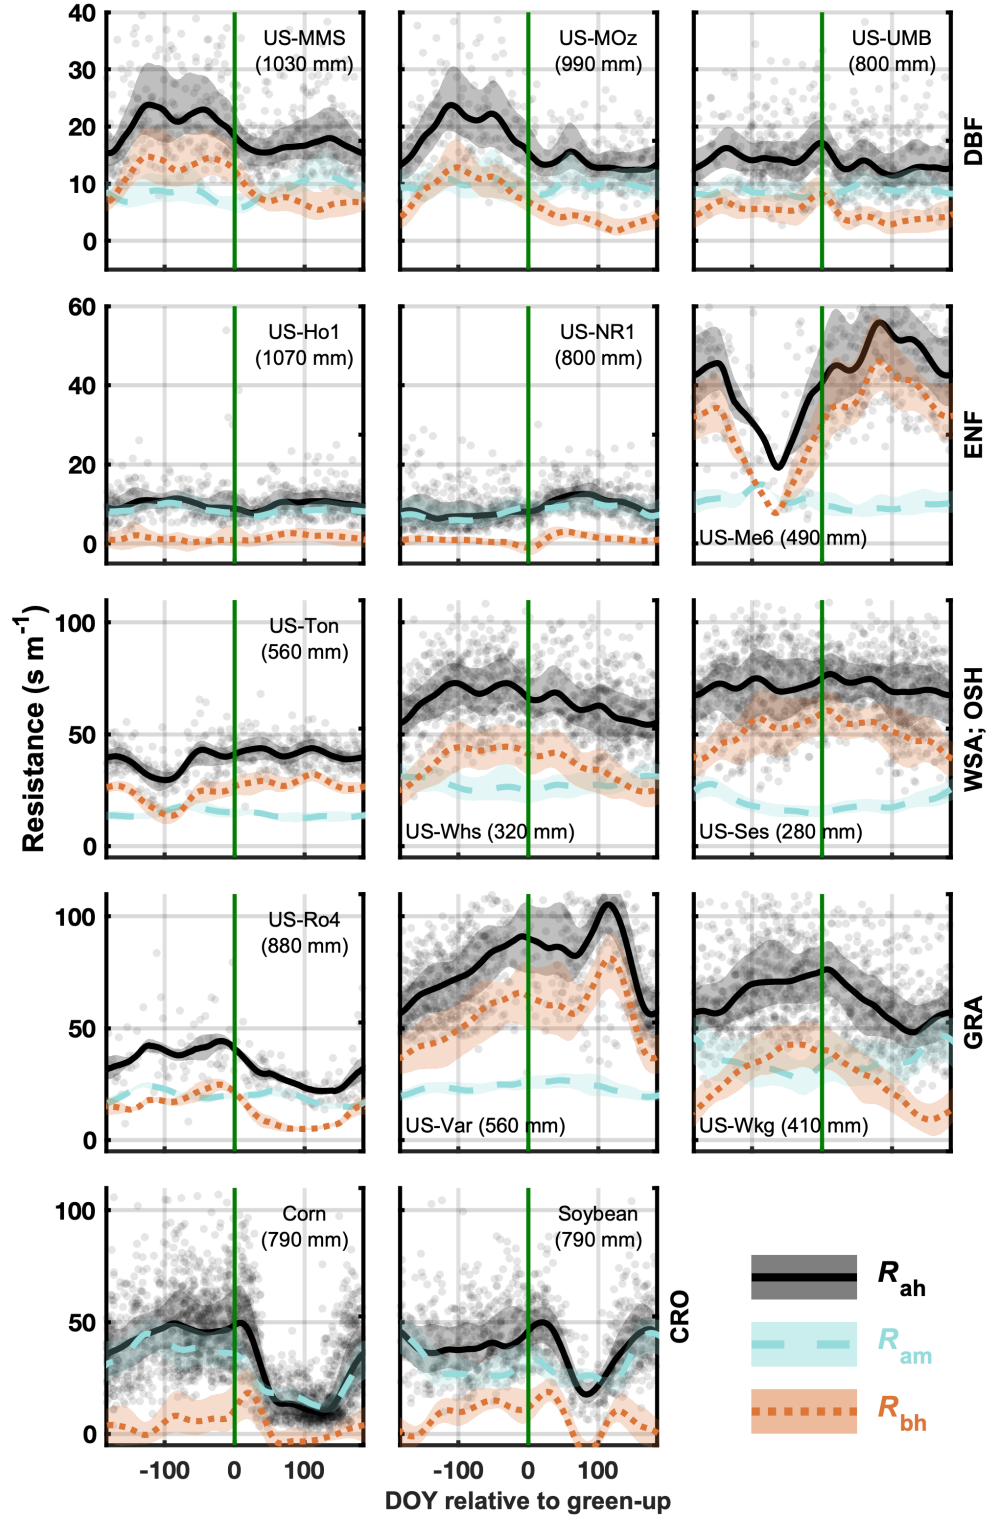 40
30
20
10
0
US-MMS
(1030 mm)
US-MOz
(990 mm)
US-UMB
(800 mm)
DBF
60
40
20
0
US-Ho1
(1070 mm)
US-NR1
(800 mm)
US-Me6 (490 mm)
ENF
Resistance (s m⁻¹)
100
50
0
US-Ton
(560 mm)
US-Whs (320 mm)
US-Ses (280 mm)
WSA; OSH
100
50
0
US-Ro4
(880 mm)
US-Var (560 mm)
US-Wkg (410 mm)
GRA
100
50
0
Corn
(790 mm)
Soybean
(790 mm)
CRO
-100 0 100
-100 0 100
DOY relative to green-up
Rah
Ram
Rbh